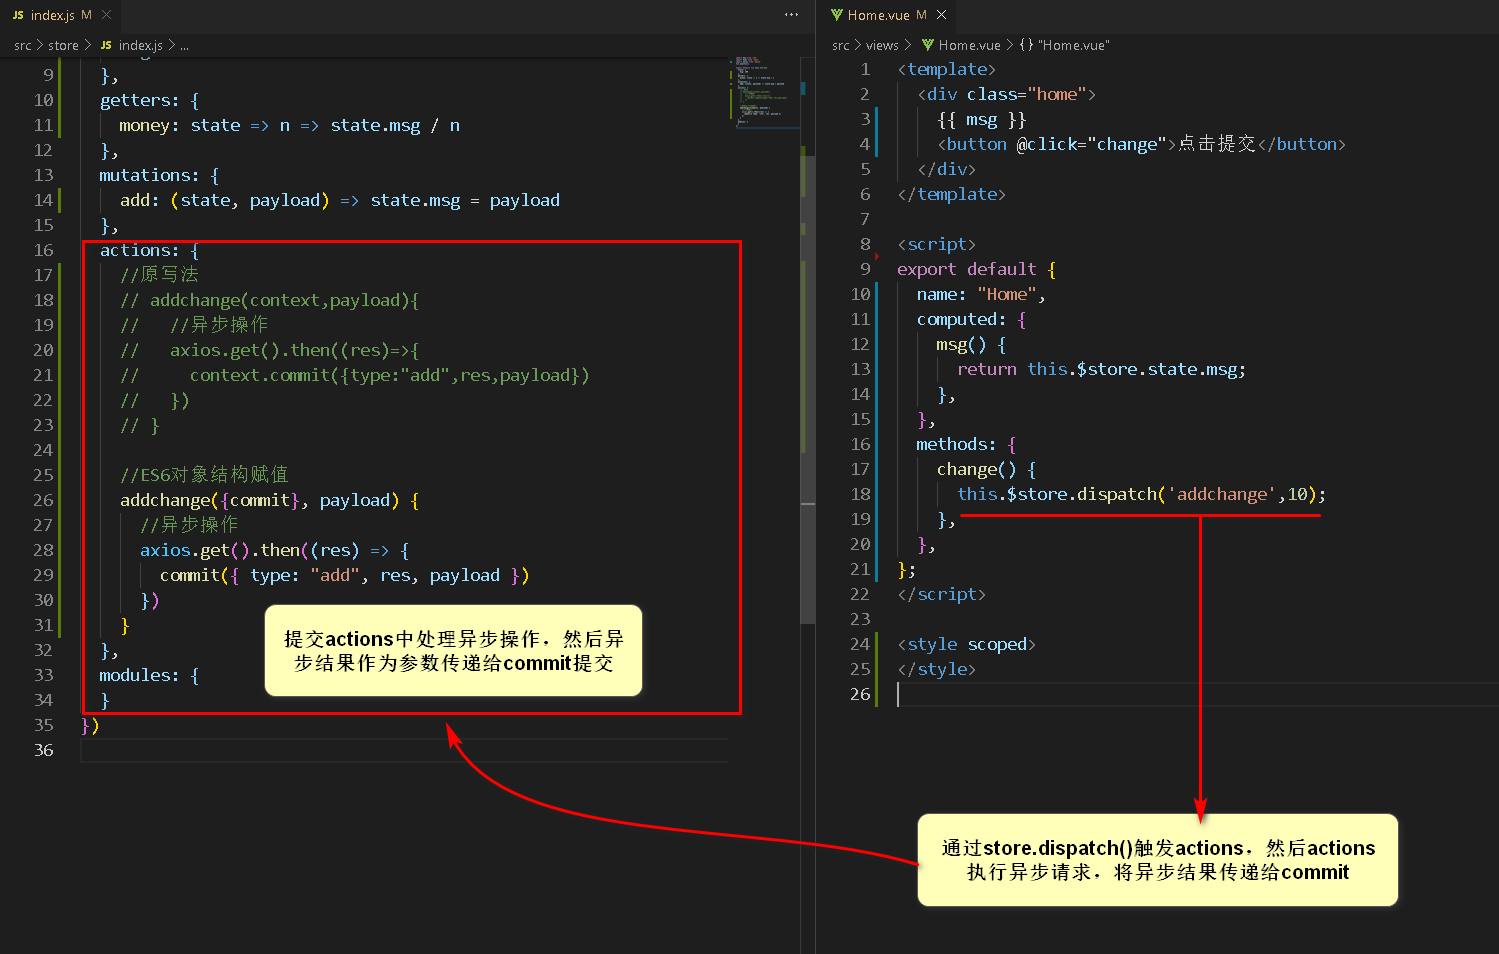 JS index.js M ×
···
src > store > JS index.js > ...
9 },
10 getters: {
11 money: state => n => state.msg / n
12 },
13 mutations: {
14 add: (state, payload) => state.msg = payload
15 },
16 actions: {
17 //原写法
18 // addchange(context,payload){
19 // //异步操作
20 // axios.get().then((res)=>{
21 // context.commit({type:"add",res,payload})
22 // })
23 // }
24
25 //ES6对象结构赋值
26 addchange({commit}, payload) {
27 //异步操作
28 axios.get().then((res) => {
29 commit({ type: "add", res, payload })
30 })
31 }
32 },
33 modules: {
34 }
35 })
36
提交actions中处理异步操作，然后异
步结果作为参数传递给commit提交
Home.vue M ×
src > views > Home.vue > {} "Home.vue"
1 <template>
2 <div class="home">
3 {{ msg }}
4 <button @click="change">点击提交</button>
5 </div>
6 </template>
7
8 <script>
9 export default {
10 name: "Home",
11 computed: {
12 msg() {
13 return this.$store.state.msg;
14 },
15 },
16 methods: {
17 change() {
18 this.$store.dispatch('addchange',10);
19 },
20 },
21 };
22 </script>
23
24 <style scoped>
25 </style>
26
通过store.dispatch()触发actions，然后actions
执行异步请求，将异步结果传递给commit